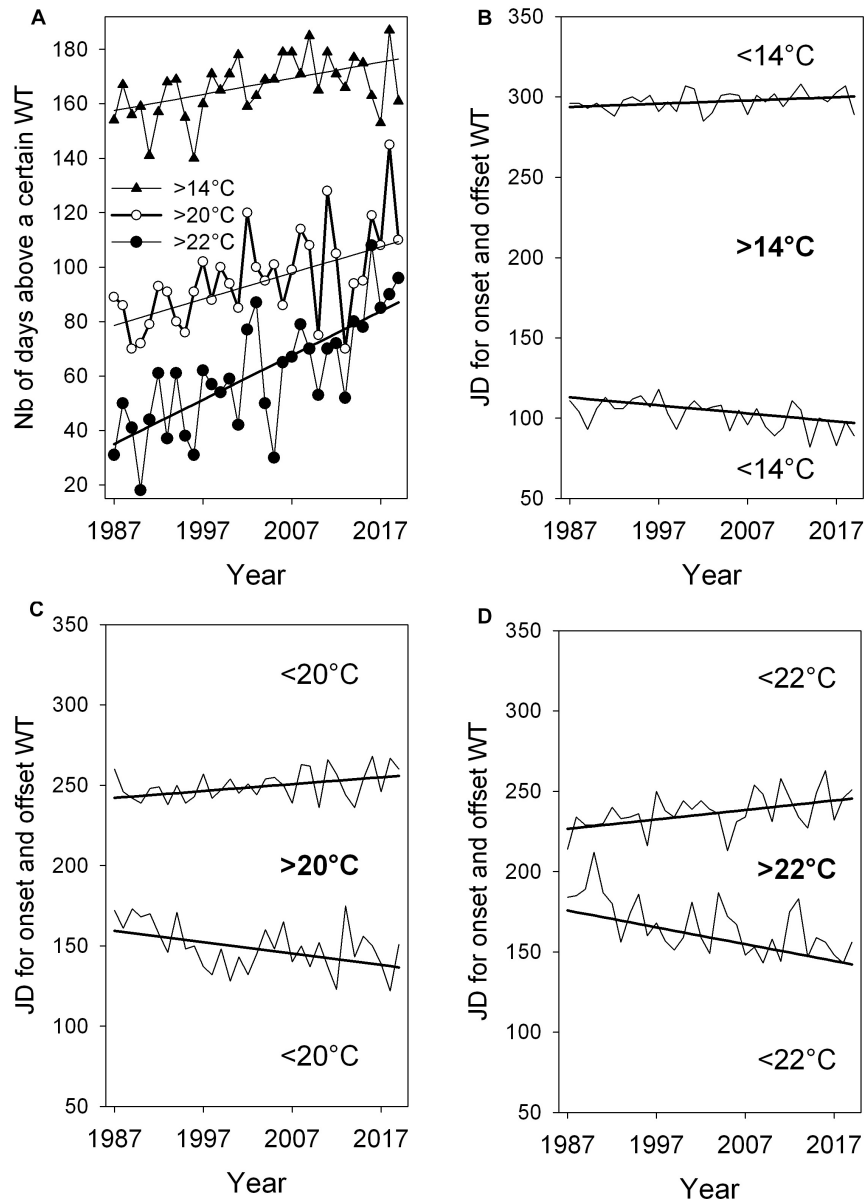 A
Nb of days above a certain WT
180
160
140
120
100
80
60
40
20
>14°C
>20°C
>22°C
1987 1997 2007 2017
Year
B
JD for onset and offset WT
350
300
250
200
150
100
50
<14°C
>14°C
<14°C
1987 1997 2007 2017
Year
C
JD for onset and offset WT
350
300
250
200
150
100
50
<20°C
>20°C
<20°C
1987 1997 2007 2017
Year
D
JD for onset and offset WT
350
300
250
200
150
100
50
<22°C
>22°C
<22°C
1987 1997 2007 2017
Year